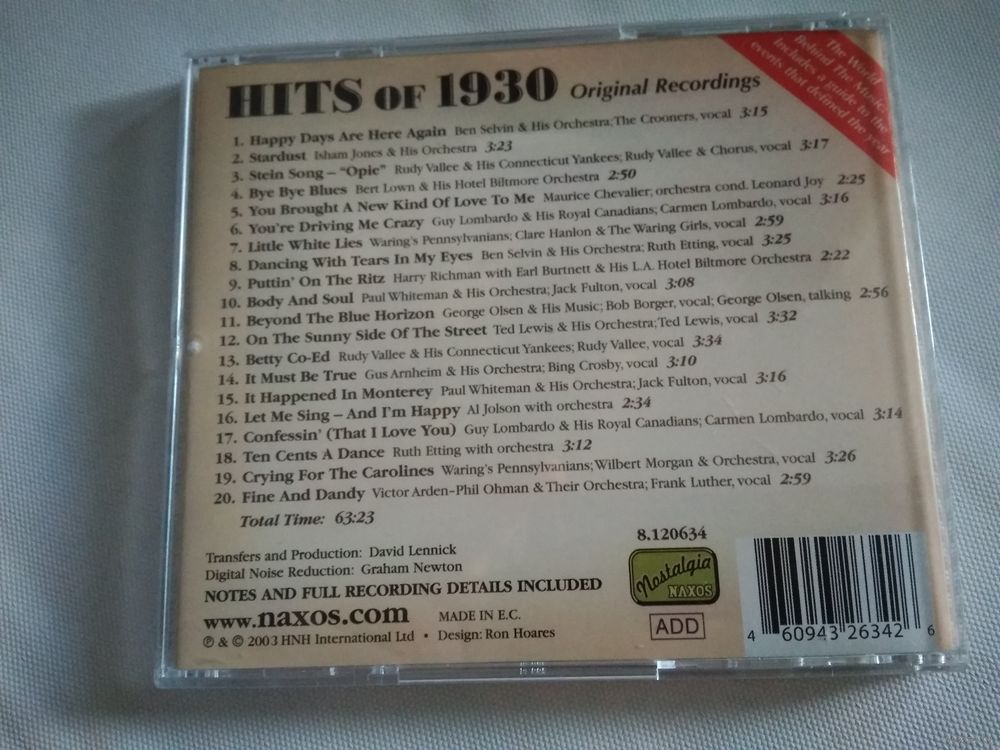 The World
Behind The Music:
Includes a guide to the
events that defined the year
HITS OF 1930 Original Recordings
1. Happy Days Are Here Again Ben Selvin & His Orchestra; The Crooners, vocal 3:15
2. Stardust Isham Jones & His Orchestra 3:23
3. Stein Song – "Opie" Rudy Vallee & His Connecticut Yankees; Rudy Vallee & Chorus, vocal 3:17
4. Bye Bye Blues Bert Lown & His Hotel Biltmore Orchestra 2:50
5. You Brought A New Kind Of Love To Me Maurice Chevalier; orchestra cond. Leonard Joy 2:25
6. You're Driving Me Crazy Guy Lombardo & His Royal Canadians; Carmen Lombardo, vocal 3:16
7. Little White Lies Waring's Pennsylvanians; Clare Hanlon & The Waring Girls, vocal 2:59
8. Dancing With Tears In My Eyes Ben Selvin & His Orchestra; Ruth Etting, vocal 3:25
9. Puttin' On The Ritz Harry Richman with Earl Burtnett & His L.A. Hotel Biltmore Orchestra 2:22
10. Body And Soul Paul Whiteman & His Orchestra; Jack Fulton, vocal 3:08
11. Beyond The Blue Horizon George Olsen & His Music; Bob Borger, vocal; George Olsen, talking 2:56
12. On The Sunny Side Of The Street Ted Lewis & His Orchestra; Ted Lewis, vocal 3:32
13. Betty Co-Ed Rudy Vallee & His Connecticut Yankees; Rudy Vallee, vocal 3:34
14. It Must Be True Gus Arnheim & His Orchestra; Bing Crosby, vocal 3:10
15. It Happened In Monterey Paul Whiteman & His Orchestra; Jack Fulton, vocal 3:16
16. Let Me Sing – And I'm Happy Al Jolson with orchestra 2:34
17. Confessin' (That I Love You) Guy Lombardo & His Royal Canadians; Carmen Lombardo, vocal 3:14
18. Ten Cents A Dance Ruth Etting with orchestra 3:12
19. Crying For The Carolines Waring's Pennsylvanians; Wilbert Morgan & Orchestra, vocal 3:26
20. Fine And Dandy Victor Arden–Phil Ohman & Their Orchestra; Frank Luther, vocal 2:59
Total Time: 63:23
Transfers and Production: David Lennick
Digital Noise Reduction: Graham Newton
NOTES AND FULL RECORDING DETAILS INCLUDED
www.naxos.com MADE IN E.C.
℗ & © 2003 HNH International Ltd • Design: Ron Hoares
8.120634
Nostalgia
NAXOS
ADD
4 60943 26342 6